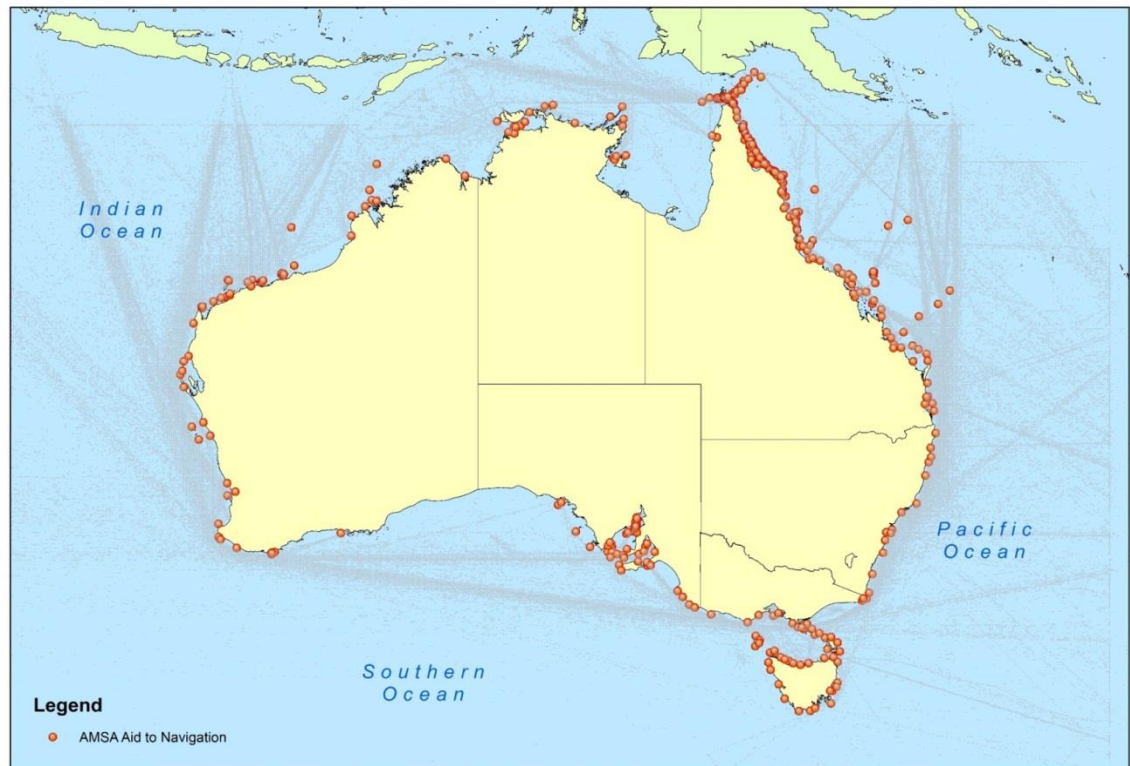 Indian
Ocean
Pacific
Ocean
Southern
Ocean
Legend
AMSA Aid to Navigation